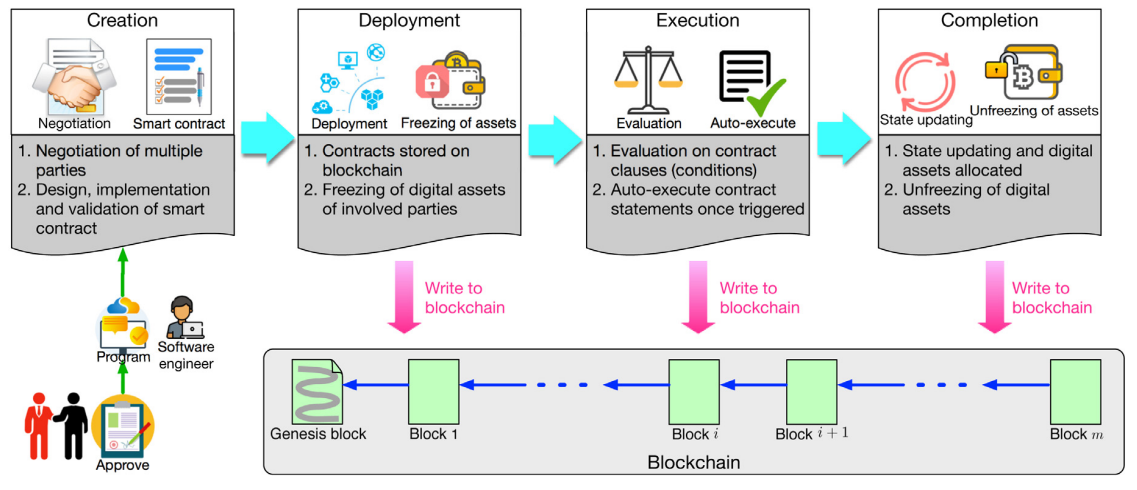 Creation
Negotiation
Smart contract
1. Negotiation of multiple
parties
2. Design, implementation
and validation of smart
contract
Deployment
Deployment
Freezing of assets
1. Contracts stored on
blockchain
2. Freezing of digital assets
of involved parties
Execution
Evaluation
Auto-execute
1. Evaluation on contract
clauses (conditions)
2. Auto-execute contract
statements once triggered
Completion
State updating
Unfreezing of assets
1. State updating and digital
assets allocated
2. Unfreezing of digital
assets
Program
Software
engineer
Approve
Write to
blockchain
Write to
blockchain
Write to
blockchain
Genesis block
Block 1
Block i
Block i + 1
Block m
Blockchain